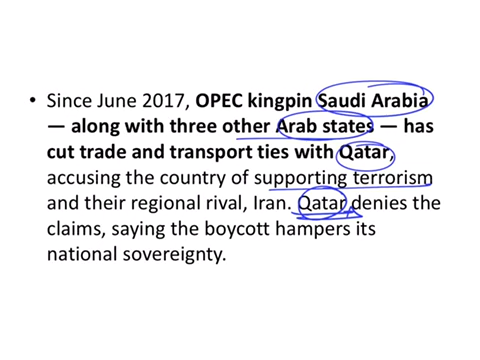 • Since June 2017, OPEC kingpin Saudi Arabia
— along with three other Arab states — has
cut trade and transport ties with Qatar,
accusing the country of supporting terrorism
and their regional rival, Iran. Qatar denies the
claims, saying the boycott hampers its
national sovereignty.